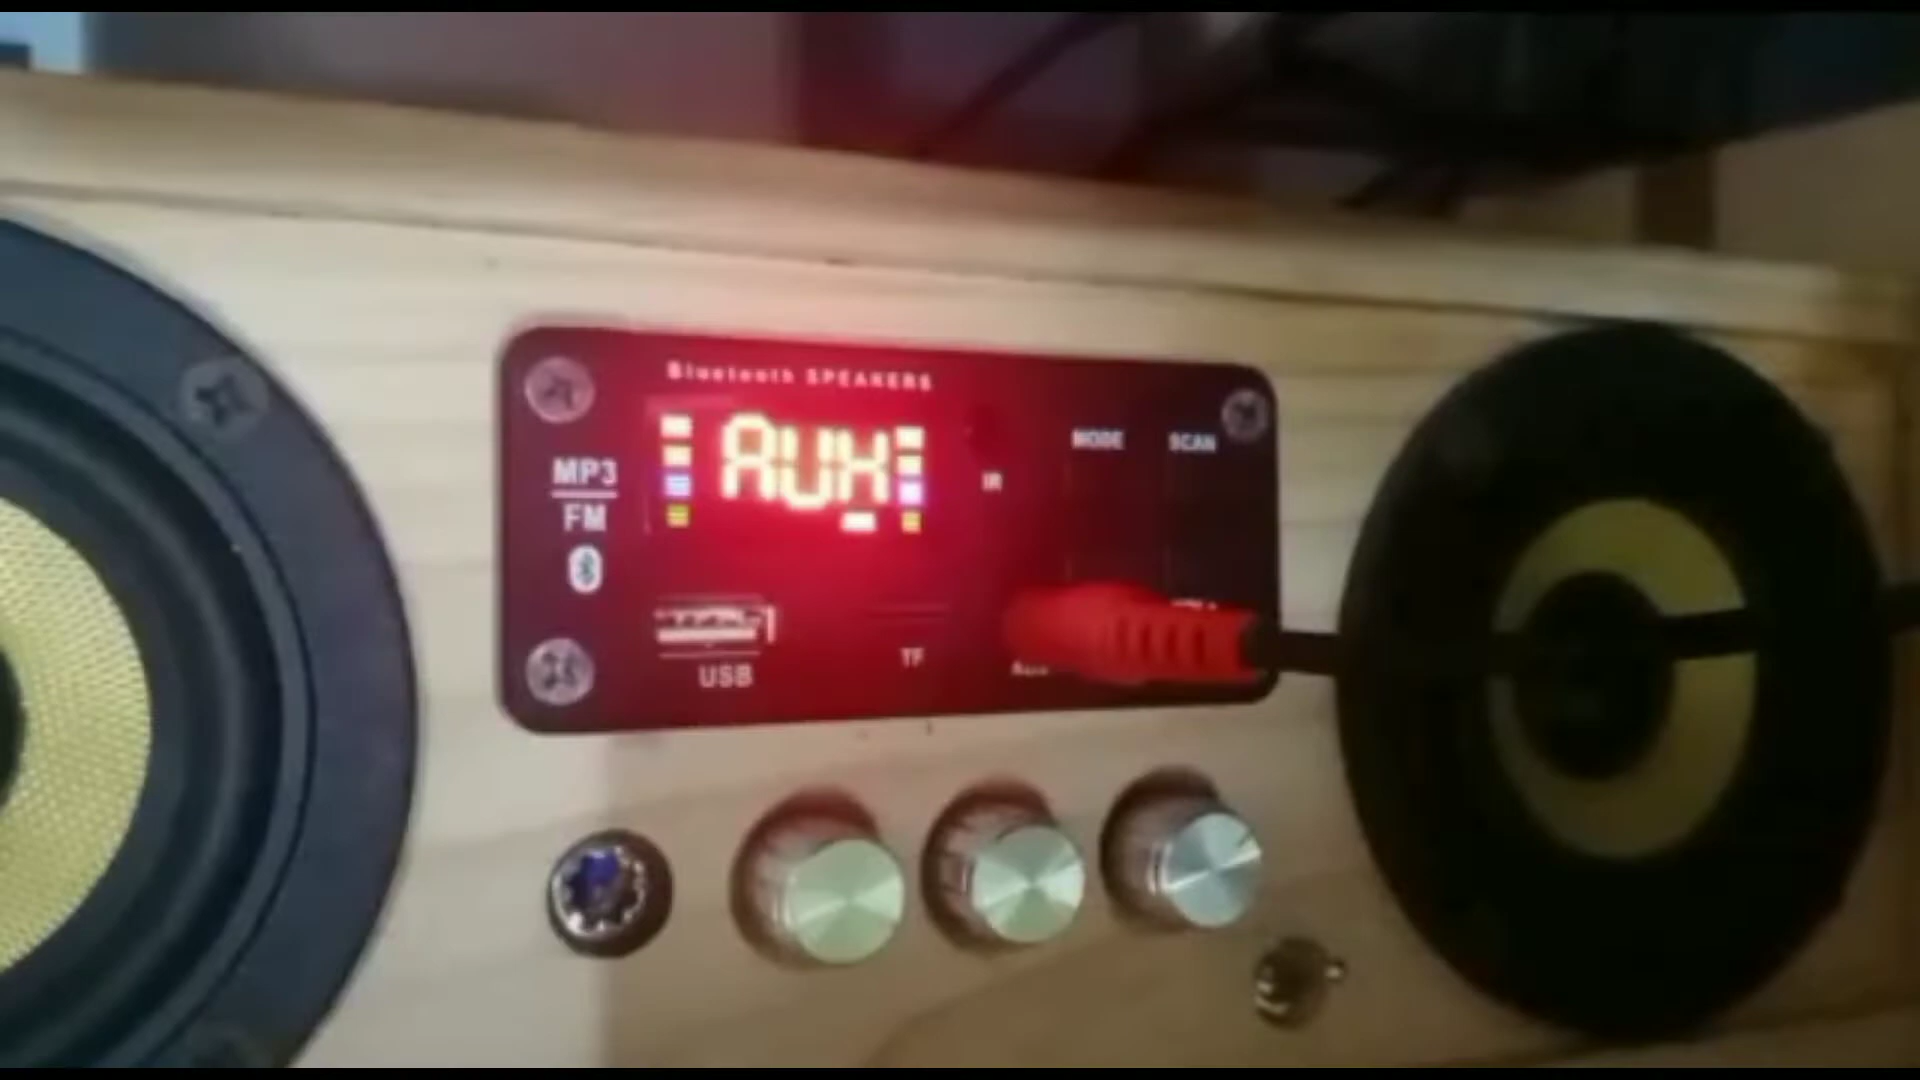 Bluetooth SPEAKERS
AUX
MP3
FM
IR
MODE
SCAN
USB
TF